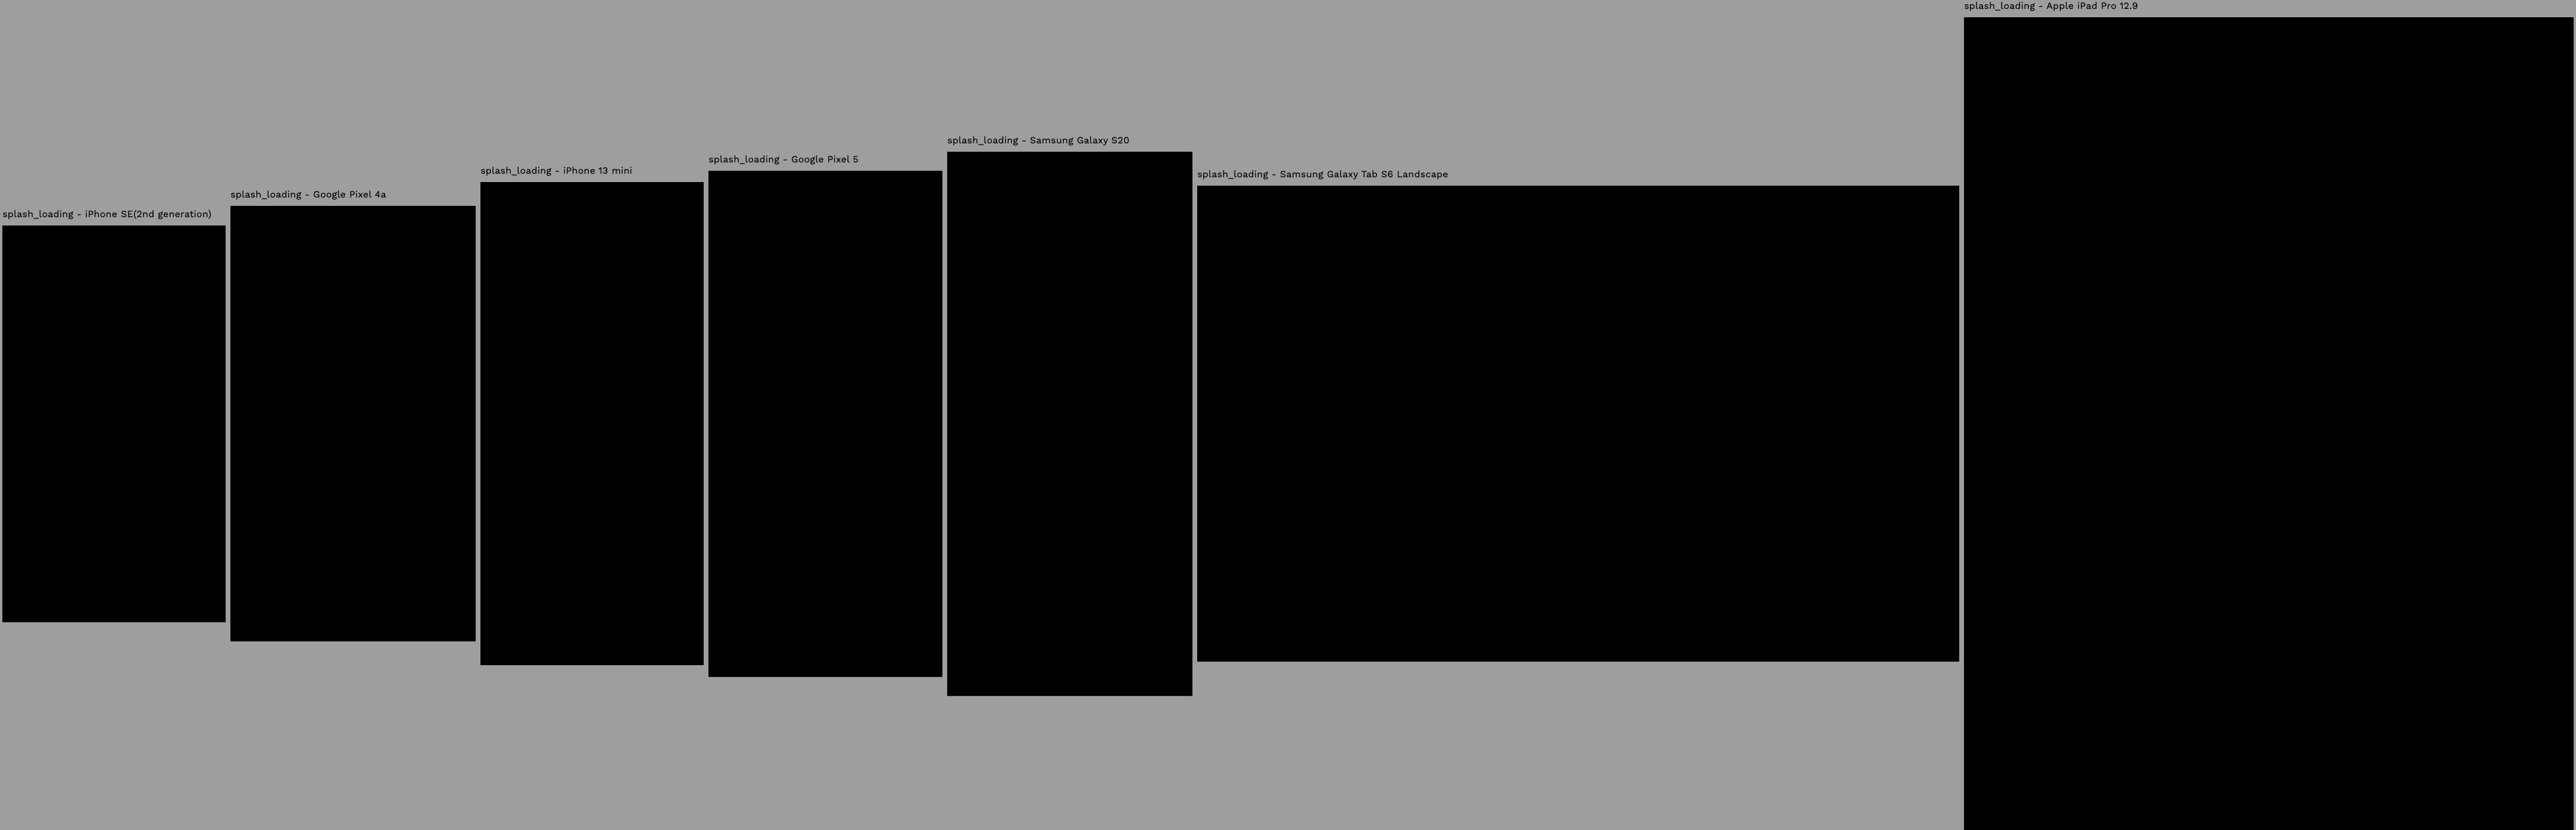 splash_loading - iPhone SE(2nd generation)
splash_loading - Google Pixel 4a
splash_loading - iPhone 13 mini
splash_loading - Google Pixel 5
splash_loading - Samsung Galaxy S20
splash_loading - Samsung Galaxy Tab S6 Landscape
splash_loading - Apple iPad Pro 12.9